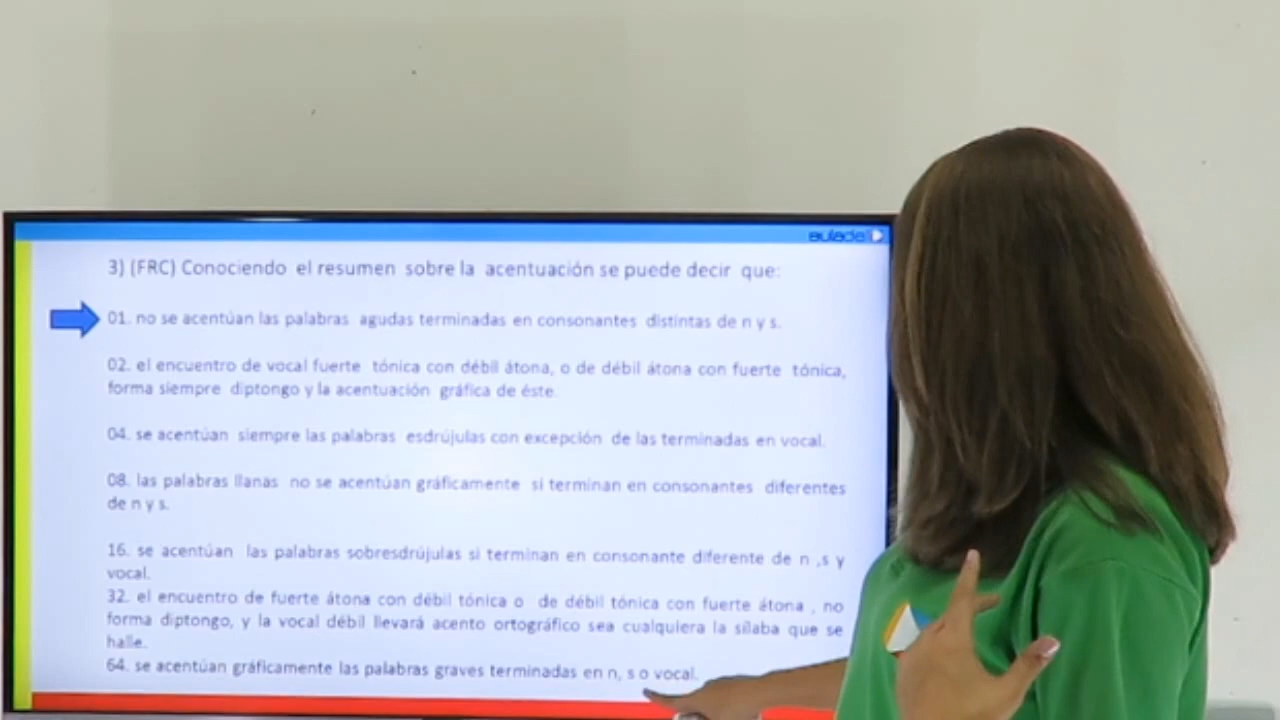 aulade
3) (FRC) Conociendo el resumen sobre la acentuación se puede decir que:
01. no se acentúan las palabras agudas terminadas en consonantes distintas de n y s.
02. el encuentro de vocal fuerte tónica con débil átona, o de débil átona con fuerte tónica,
forma siempre diptongo y la acentuación gráfica de éste.
04. se acentúan siempre las palabras esdrújulas con excepción de las terminadas en vocal.
08. las palabras llanas no se acentúan gráficamente si terminan en consonantes diferentes
de n y s.
16. se acentúan las palabras sobresdrújulas si terminan en consonante diferente de n ,s y
vocal.
32. el encuentro de fuerte átona con débil tónica o de débil tónica con fuerte átona , no
forma diptongo, y la vocal débil llevará acento ortográfico sea cualquiera la sílaba que se
halle.
64. se acentúan gráficamente las palabras graves terminadas en n, s o vocal.